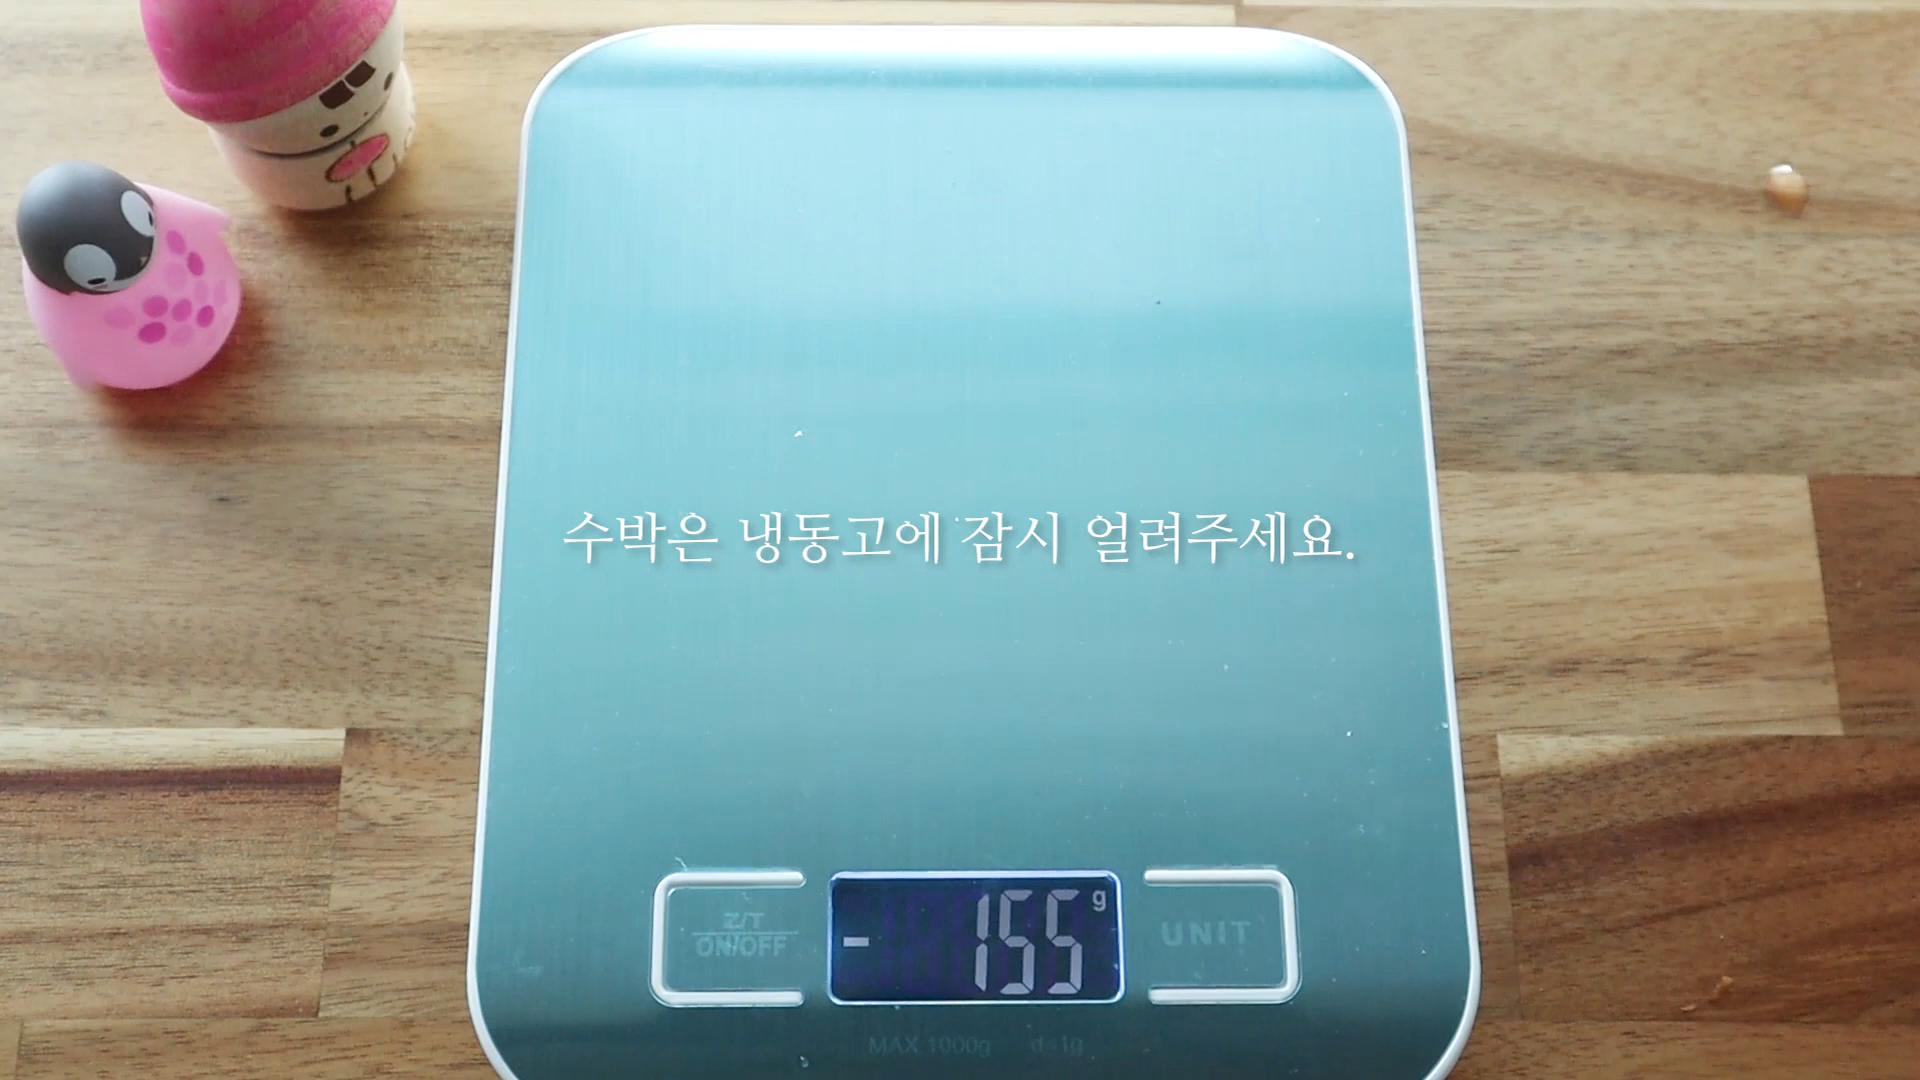 수박은 냉동고에 잠시 얼려주세요.
Z/T
ON/OFF
- 155 g
UNIT
MAX 1000g d=1g